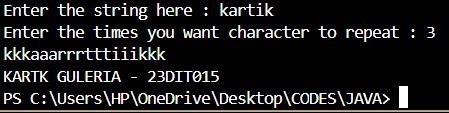 Enter the string here : kartik
Enter the times you want character to repeat : 3
kkkaaarrrtttiiikkk
KARTK GULERIA - 23DIT015
PS C:\Users\HP\OneDrive\Desktop\CODES\JAVA>